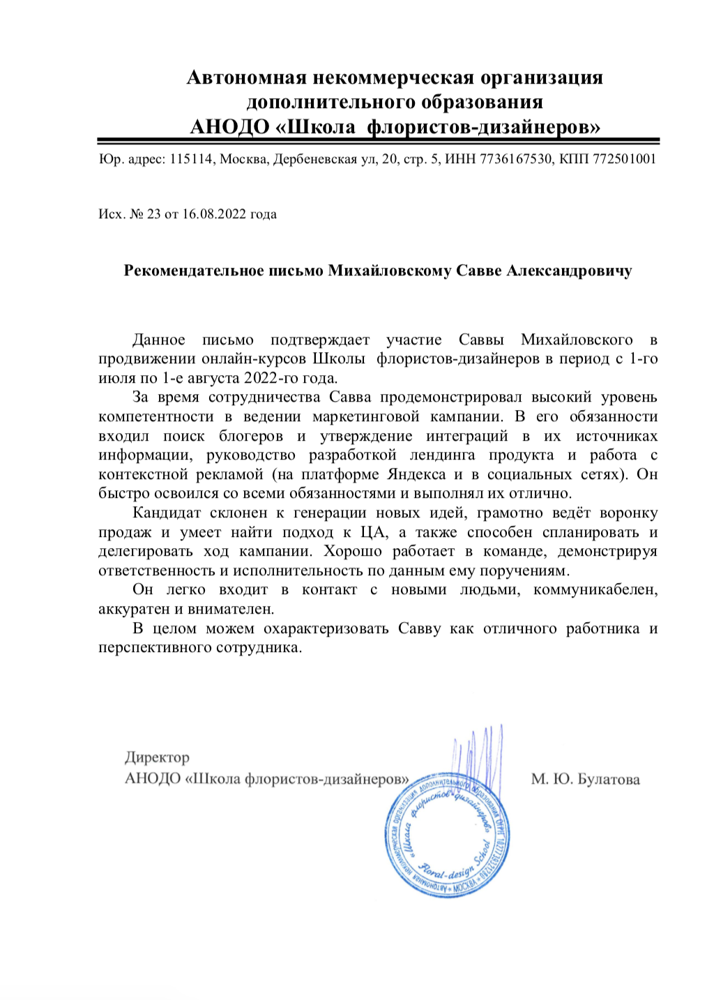 Автономная некоммерческая организация
дополнительного образования
АНОДО «Школа флористов-дизайнеров»
Юр. адрес: 115114, Москва, Дербеневская ул, 20, стр. 5, ИНН 7736167530, КПП 772501001
Исх. № 23 от 16.08.2022 года
Рекомендательное письмо Михайловскому Савве Александровичу
Данное письмо подтверждает участие Саввы Михайловского в
продвижении онлайн-курсов Школы флористов-дизайнеров в период с 1-го
июля по 1-е августа 2022-го года.
За время сотрудничества Савва продемонстрировал высокий уровень
компетентности в ведении маркетинговой кампании. В его обязанности
входил поиск блогеров и утверждение интеграций в их источниках
информации, руководство разработкой лендинга продукта и работа с
контекстной рекламой (на платформе Яндекса и в социальных сетях). Он
быстро освоился со всеми обязанностями и выполнял их отлично.
Кандидат склонен к генерации новых идей, грамотно ведёт воронку
продаж и умеет найти подход к ЦА, а также способен спланировать и
делегировать ход кампании. Хорошо работает в команде, демонстрируя
ответственность и исполнительность по данным ему поручениям.
Он легко входит в контакт с новыми людьми, коммуникабелен,
аккуратен и внимателен.
В целом можем охарактеризовать Савву как отличного работника и
перспективного сотрудника.
Директор
АНОДО «Школа флористов-дизайнеров»
М. Ю. Булатова
Автономная некоммерческая организация дополнительного образования ОГРН
* МОСКВА *
«Школа флористов-дизайнеров»
Floral-design School